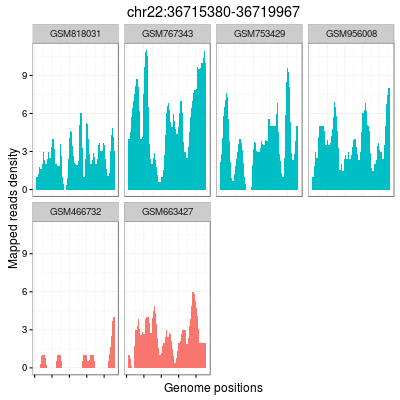 chr22:36715380-36719967
GSM818031 GSM767343 GSM753429 GSM956008
9
6
3
0
GSM466732 GSM663427
9
6
3
0
Mapped reads density
Genome positions